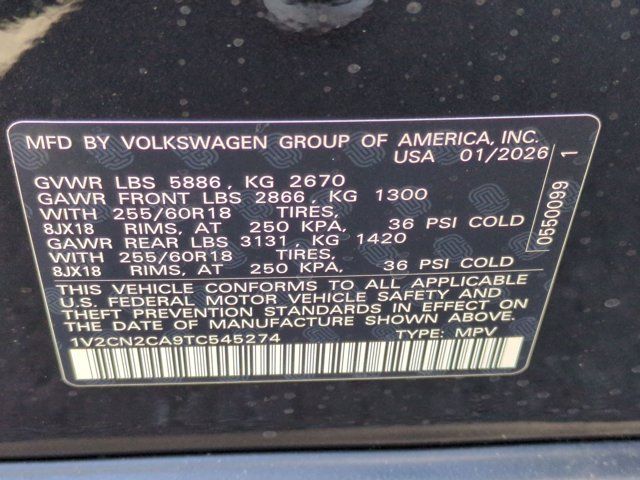 MFD BY VOLKSWAGEN GROUP OF AMERICA, INC.
USA 01/2026
GVWR LBS 5886, KG 2670
GAWR FRONT LBS 2866, KG 1300
WITH 255/60R18 TIRES,
8JX18 RIMS, AT 250 KPA, 36 PSI COLD
GAWR REAR LBS 3131, KG 1420
WITH 255/60R18 TIRES,
8JX18 RIMS, AT 250 KPA, 36 PSI COLD
THIS VEHICLE CONFORMS TO ALL APPLICABLE
U.S. FEDERAL MOTOR VEHICLE SAFETY AND
THEFT PREVENTION STANDARDS IN EFFECT ON
THE DATE OF MANUFACTURE SHOWN ABOVE.
1V2CN2CA9TC545274 TYPE: MPV
0550099 1